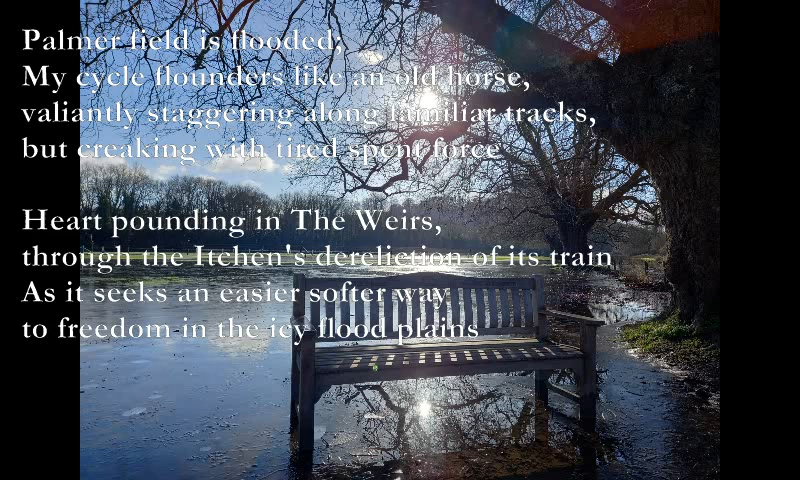 Palmer field is flooded;
My cycle flounders like an old horse,
valiantly staggering along familiar tracks,
but creaking with tired spent force

Heart pounding in The Weirs,
through the Itchen's dereliction of its train
As it seeks an easier softer way
to freedom in the icy flood plains